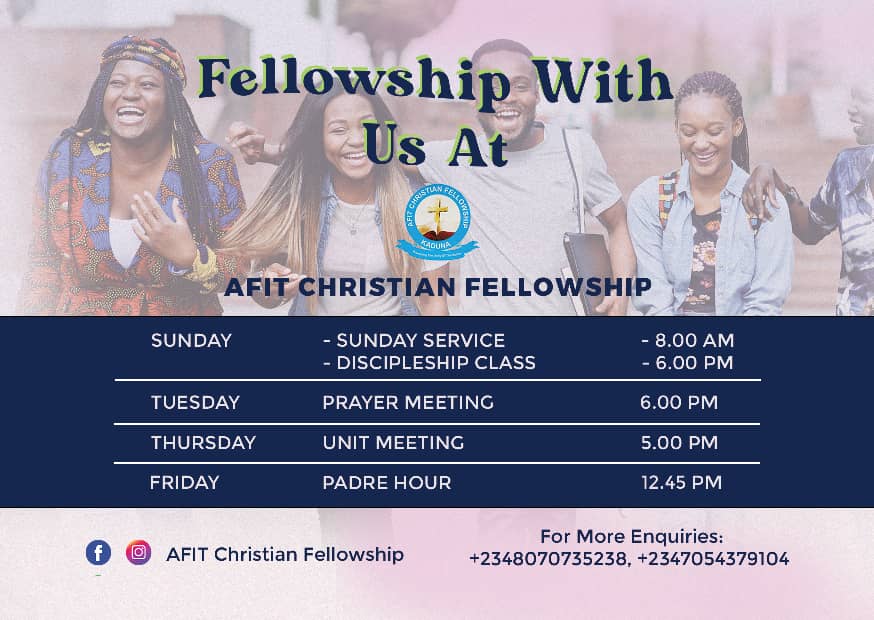 Fellowship With
Us At
AFIT CHRISTIAN FELLOWSHIP
KADUNA
AFIT CHRISTIAN FELLOWSHIP
SUNDAY - SUNDAY SERVICE - 8.00 AM
- DISCIPLESHIP CLASS - 6.00 PM
TUESDAY PRAYER MEETING 6.00 PM
THURSDAY UNIT MEETING 5.00 PM
FRIDAY PADRE HOUR 12.45 PM
For More Enquiries:
AFIT Christian Fellowship
+2348070735238, +2347054379104